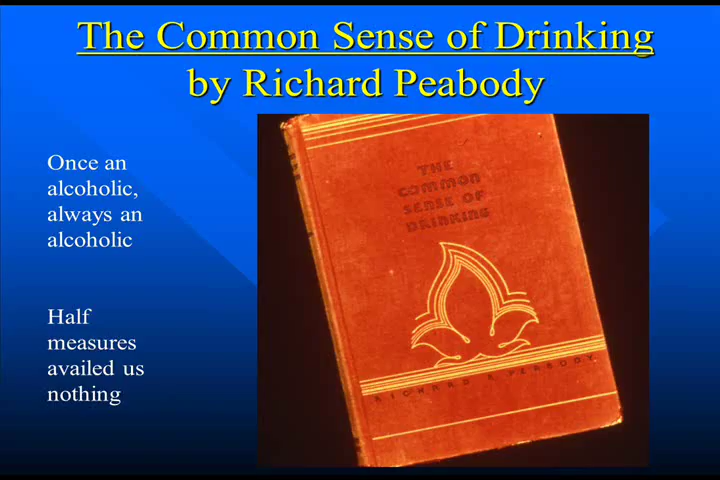 The Common Sense of Drinking
by Richard Peabody
Once an
alcoholic,
always an
alcoholic
Half
measures
availed us
nothing
THE
COMMON
SENSE OF
DRINKING
RICHARD R. PEABODY